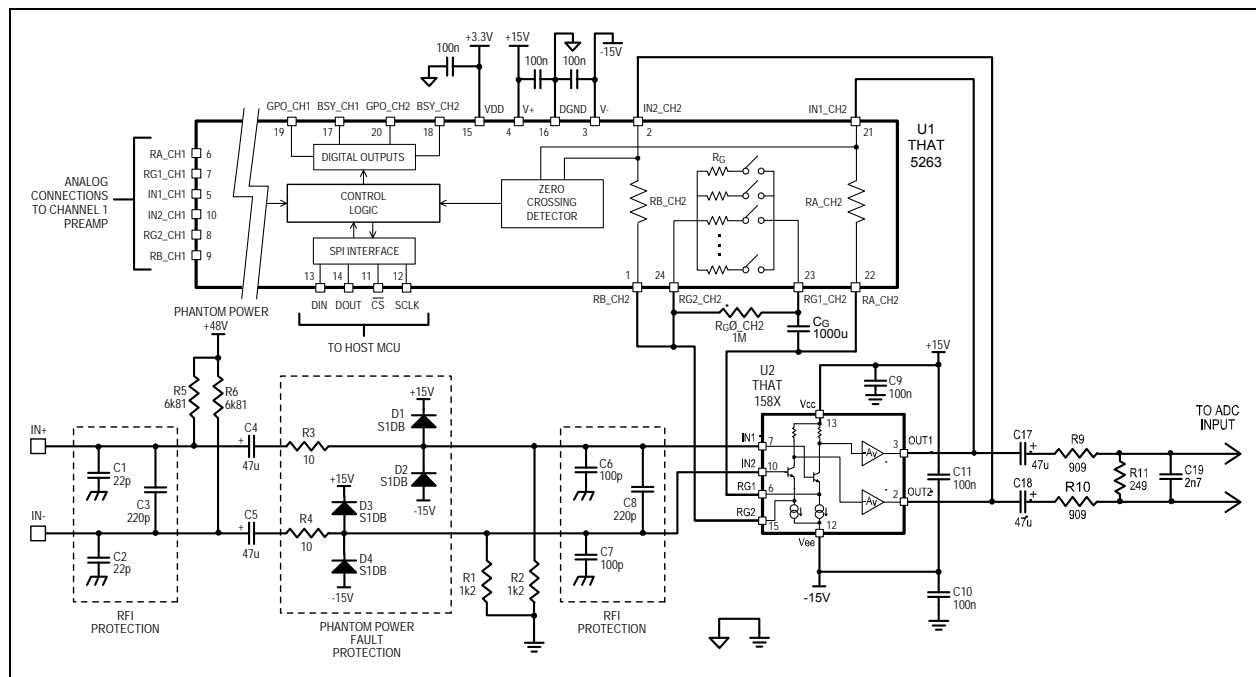 +3.3V
+15V
-15V
100n
100n
100n
GPO_CH1
BSY_CH1
GPO_CH2
BSY_CH2
VDD
V+
DGND
V-
IN2_CH2
IN1_CH2
19
17
20
18
15
4
16
3
2
21
U1
THAT
5263
RA_CH1
6
RG1_CH1
7
IN1_CH1
5
IN2_CH1
10
RG2_CH1
8
RB_CH1
9
ANALOG
CONNECTIONS
TO CHANNEL 1
PREAMP
DIGITAL OUTPUTS
CONTROL
LOGIC
SPI INTERFACE
ZERO
CROSSING
DETECTOR
RB_CH2
RG
RA_CH2
13
14
11
12
1
24
23
22
DIN
DOUT
CS
SCLK
RB_CH2
RG2_CH2
RG1_CH2
RA_CH2
TO HOST MCU
RGØ_CH2
1M
CG
1000u
PHANTOM POWER
+48V
R5
6k81
R6
6k81
IN+
IN-
C1
22p
C3
220p
C2
22p
RFI
PROTECTION
C4
47u
C5
47u
R3
10
R4
10
+15V
D1
S1DB
D2
S1DB
-15V
+15V
D3
S1DB
D4
S1DB
-15V
PHANTOM POWER
FAULT
PROTECTION
R1
1k2
R2
1k2
C6
100p
C8
220p
C7
100p
RFI
PROTECTION
U2
THAT
158X
+15V
C9
100n
Vcc
13
IN1
7
IN2
10
RG1
6
RG2
15
12
Vee
-15V
Av
Av
3
OUT1
2
OUT2
C11
100n
C10
100n
C17
47u
C18
47u
R9
909
R10
909
R11
249
C19
2n7
TO ADC
INPUT